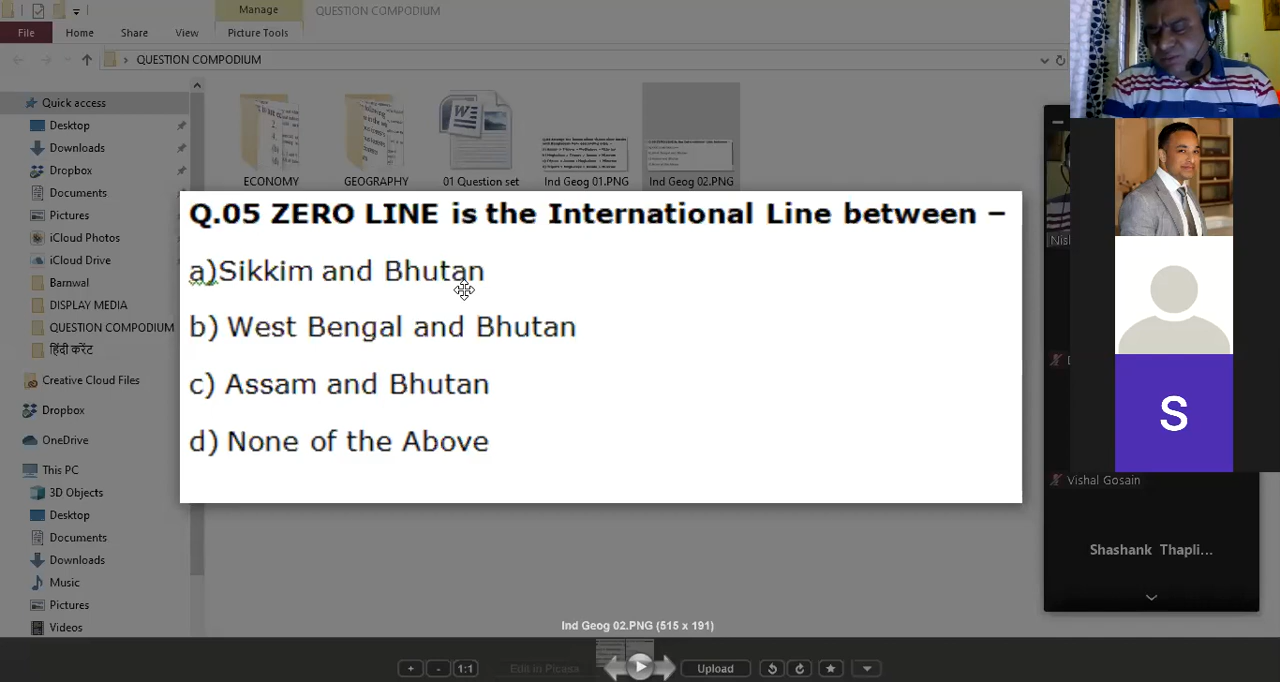 Manage
QUESTION COMPODIUM
File
Home
Share
View
Picture Tools
QUESTION COMPODIUM
Quick access
Desktop
Downloads
Dropbox
Documents
Pictures
iCloud Photos
iCloud Drive
Barnwal
DISPLAY MEDIA
QUESTION COMPODIUM
हिंदी करेंट
Creative Cloud Files
Dropbox
OneDrive
This PC
3D Objects
Desktop
Documents
Downloads
Music
Pictures
Videos
ECONOMY
GEOGRAPHY
01 Question set
Ind Geog 01.PNG
Ind Geog 02.PNG
Q.05 ZERO LINE is the International Line between –
a)Sikkim and Bhutan
b) West Bengal and Bhutan
c) Assam and Bhutan
d) None of the Above
S
Vishal Gosain
Shashank Thapli...
Ind Geog 02.PNG (515 x 191)
+
-
1:1
Edit in Picasa
Upload